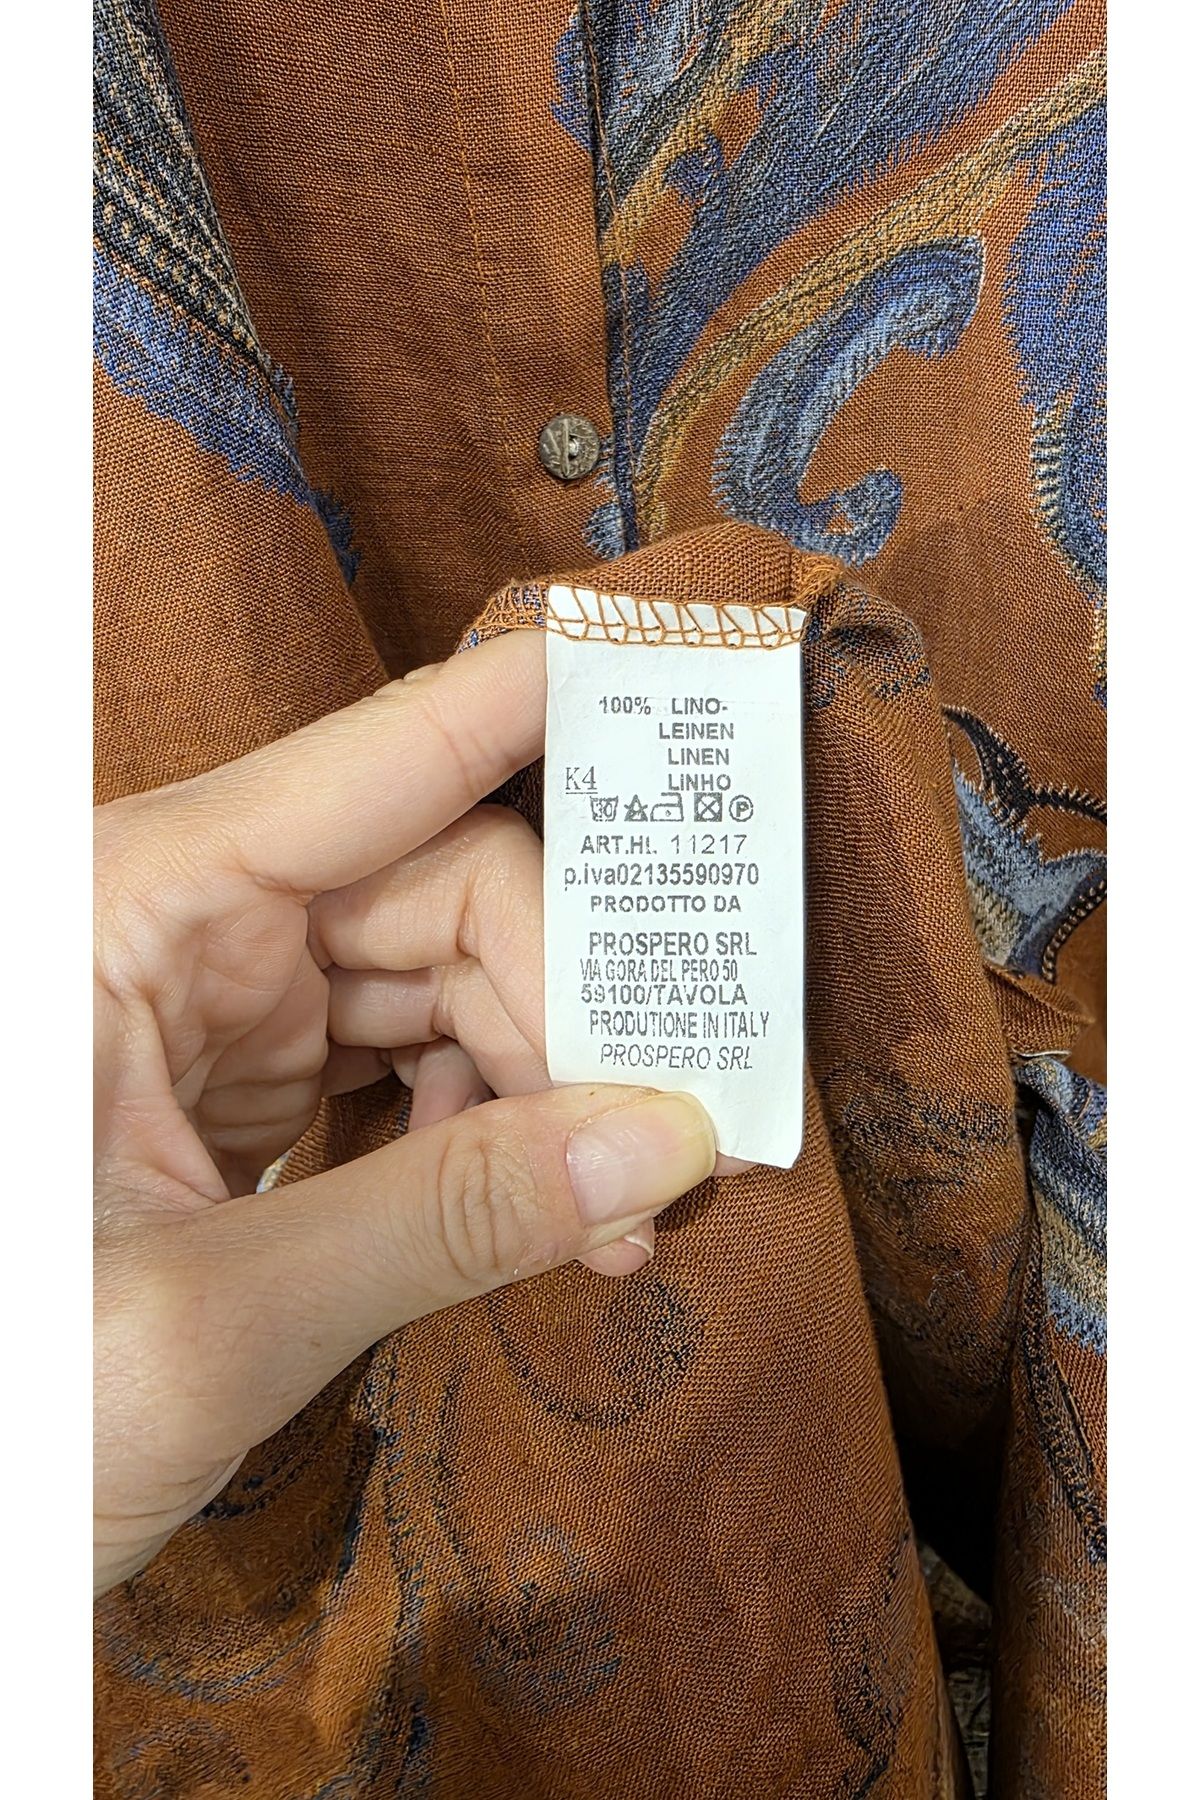 100% LINO-
LEINEN
LINEN
K4 LINHO
30 P
ART.HL. 11217
p.iva02135590970
PRODOTTO DA
PROSPERO SRL
VIA GORA DEL PERO 50
59100/TAVOLA
PRODUTIONE IN ITALY
PROSPERO SRL